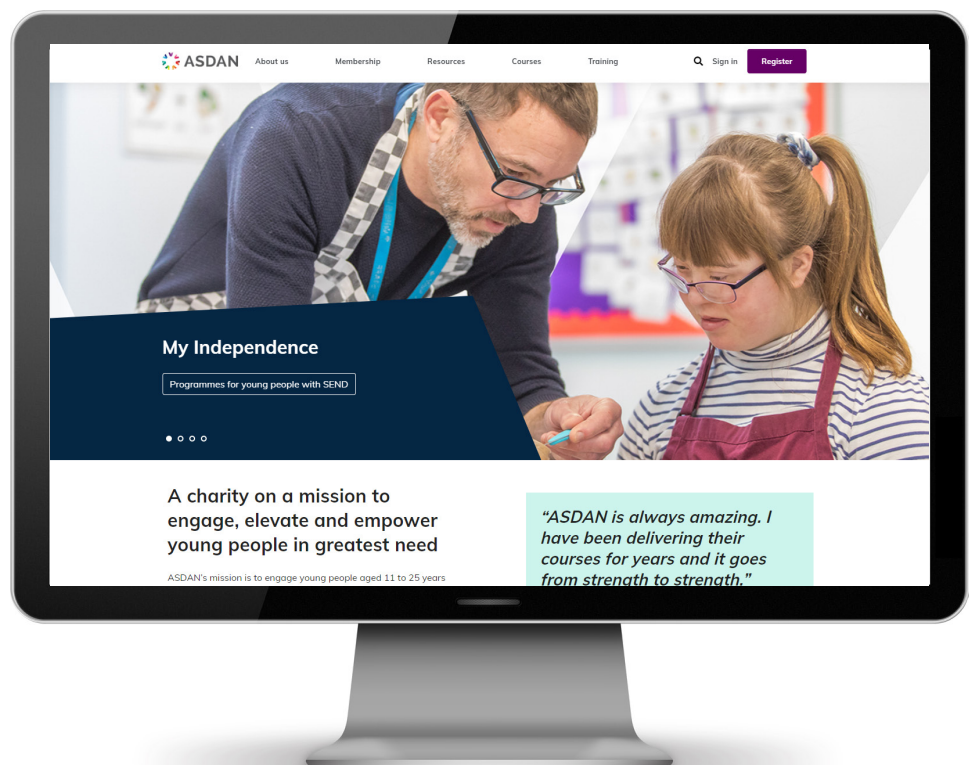 ASDAN
About us
Membership
Resources
Courses
Training
Sign in
Register
My Independence
Programmes for young people with SEND
A charity on a mission to
engage, elevate and empower
young people in greatest need
ASDAN's mission is to engage young people aged 11 to 25 years
“ASDAN is always amazing. I
have been delivering their
courses for years and it goes
from strength to strength.”